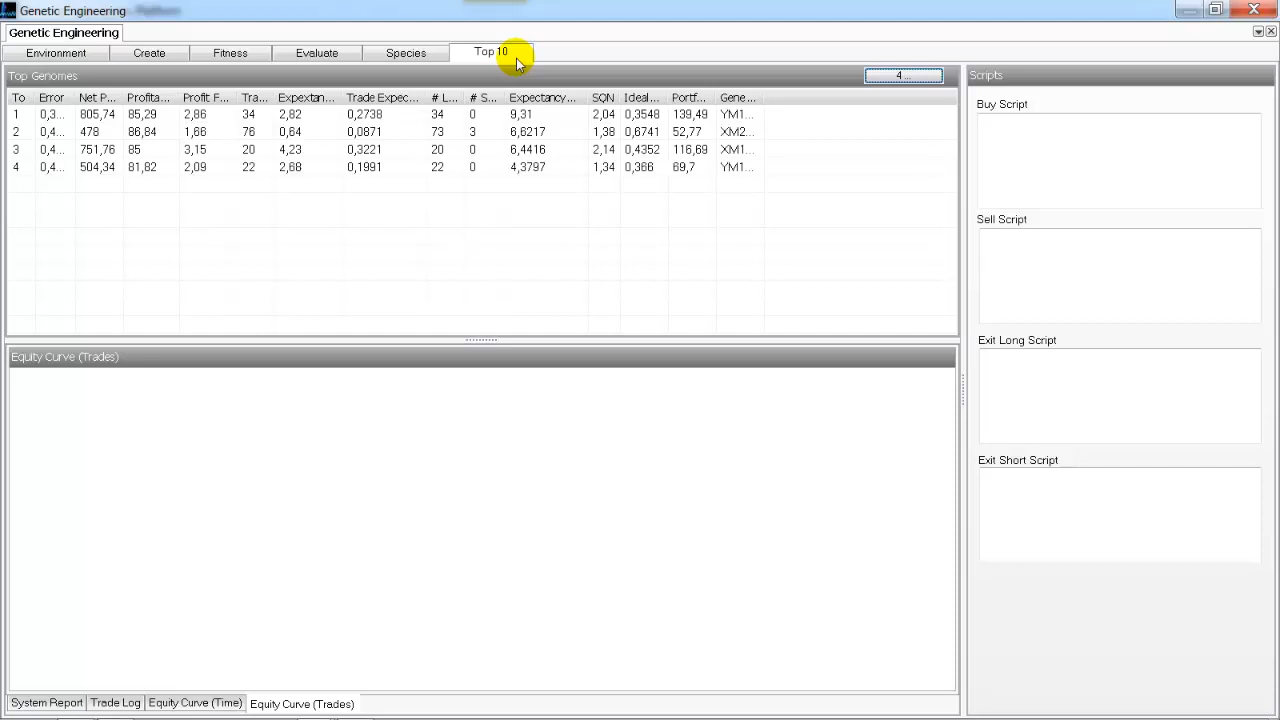 Genetic Engineering - Platform
Genetic Engineering
Environment Create Fitness Evaluate Species Top 10
Top Genomes 4 ...
To Error Net P... Profita... Profit F... Tra... Expextan... Trade Expec... # L... # S... Expectancy... SQN Ideal... Portf... Gene...
0,3... 805,74 85,29 2,86 34 2,82 0,2738 34 0 9,31 2,04 0,3548 139,49 YM1...
2 0,4... 478 86,84 1,66 76 0,84 0,0871 73 3 6,6217 1,38 0,6741 52,77 XM2...
3 0,4... 751,76 85 3,15 20 4,23 0,3221 20 0 6,4416 2,14 0,4352 116,69 XM1...
4 0,4... 504,34 81,82 2,09 22 2,68 0,1991 22 0 4,3797 1,34 0,366 69,7 YM1...
Equity Curve (Trades)
System Report Trade Log Equity Curve (Time) Equity Curve (Trades)
Scripts
Buy Script
Sell Script
Exit Long Script
Exit Short Script